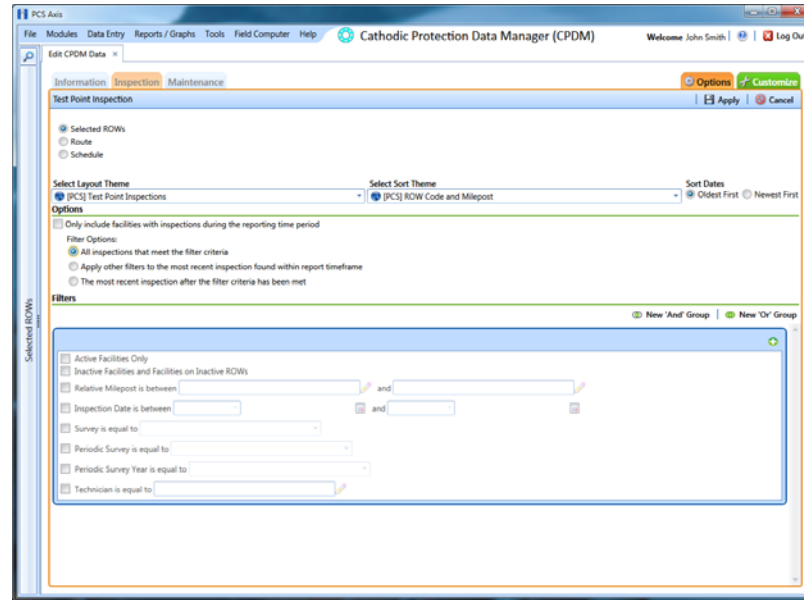 PCS Axis
File Modules Data Entry Reports / Graphs Tools Field Computer Help Cathodic Protection Data Manager (CPDM) Welcome John Smith Log Ou
Edit CPDM Data ×
Information Inspection Maintenance Options Customize
Test Point Inspection Apply Cancel
Selected ROWs
Route
Schedule
Select Layout Theme Select Sort Theme Sort Dates
[PCS] Test Point Inspections [PCS] ROW Code and Milepost Oldest First Newest First
Options
Only include facilities with inspections during the reporting time period
Filter Options:
All inspections that meet the filter criteria
Apply other filters to the most recent inspection found within report timeframe
The most recent inspection after the filter criteria has been met
Filters
New 'And' Group New 'Or' Group
Selected ROWs
Active Facilities Only
Inactive Facilities and Facilities on Inactive ROWs
Relative Milepost is between and
Inspection Date is between and
Survey is equal to
Periodic Survey is equal to
Periodic Survey Year is equal to
Technician is equal to